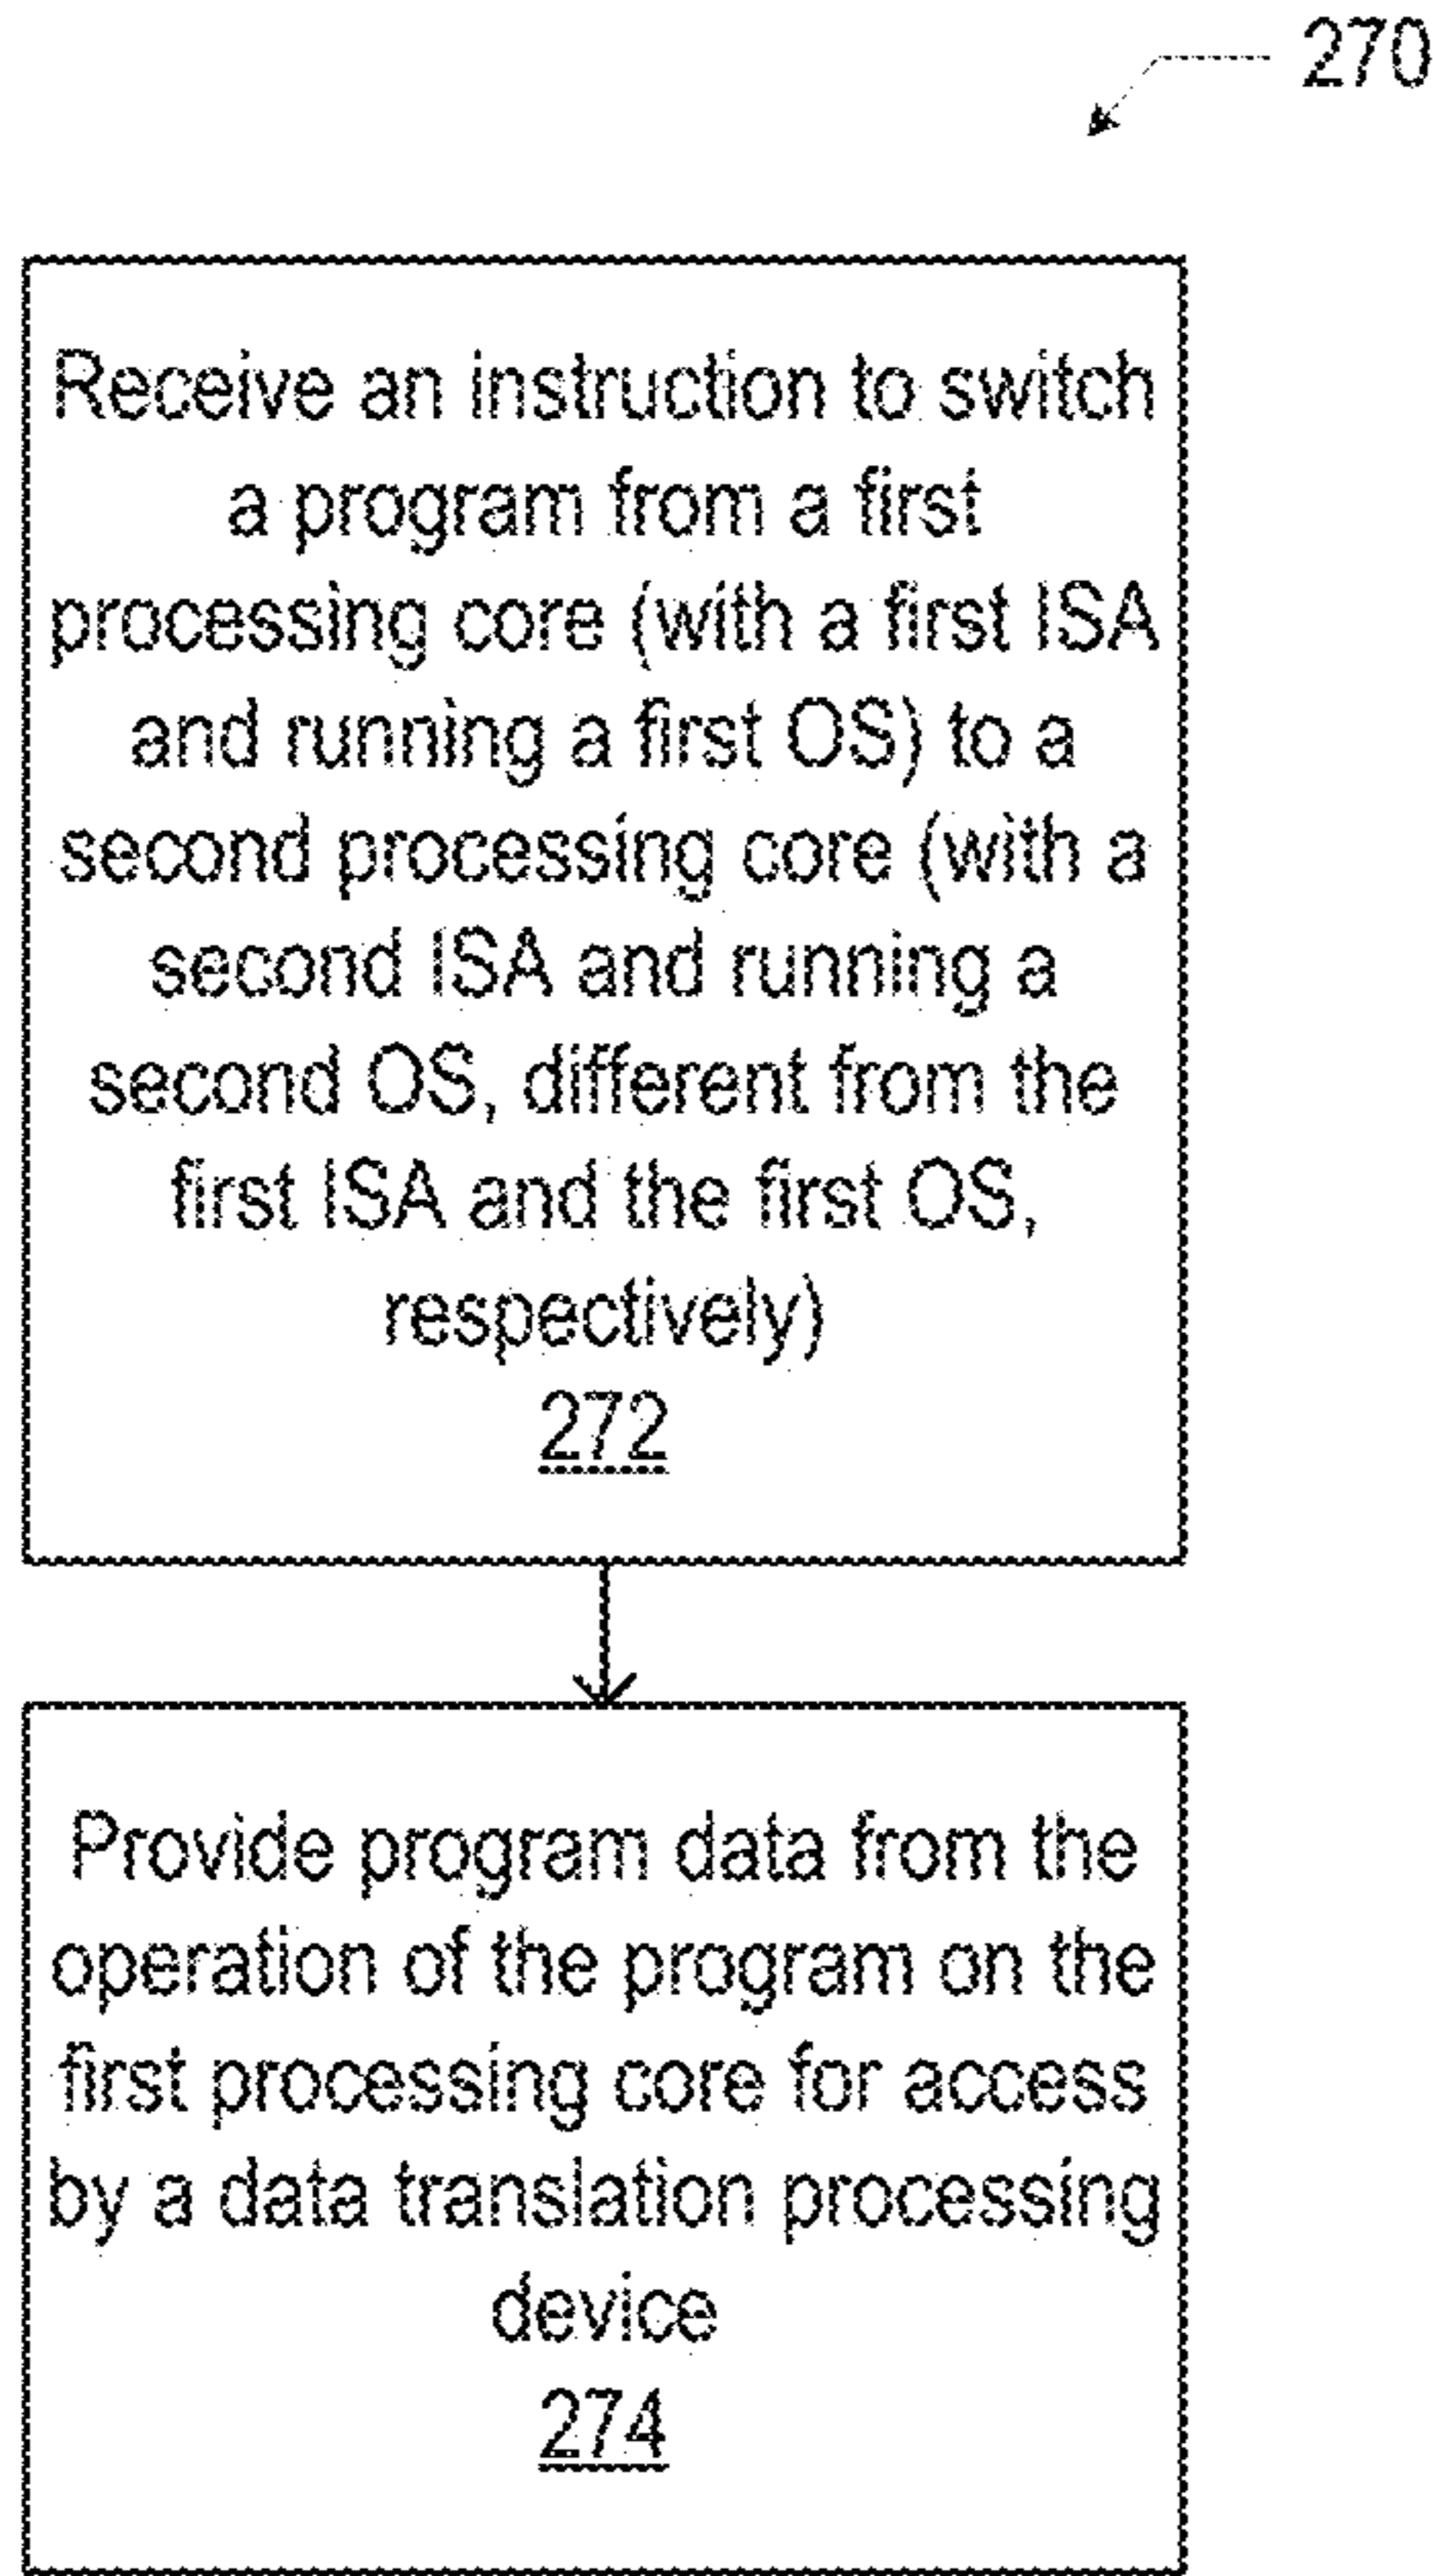 270
Receive an instruction to switch
a program from a first
processing core (with a first ISA
and running a first OS) to a
second processing core (with a
second ISA and running a
second OS, different from the
first ISA and the first OS,
respectively)
272
Provide program data from the
operation of the program on the
first processing core for access
by a data translation processing
device
274